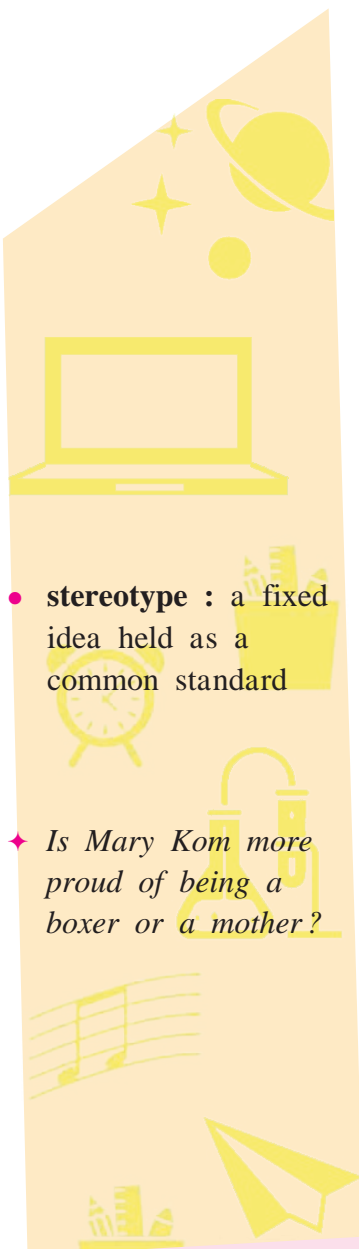 • stereotype : a fixed
idea held as a
common standard
✦ Is Mary Kom more
proud of being a
boxer or a mother ?